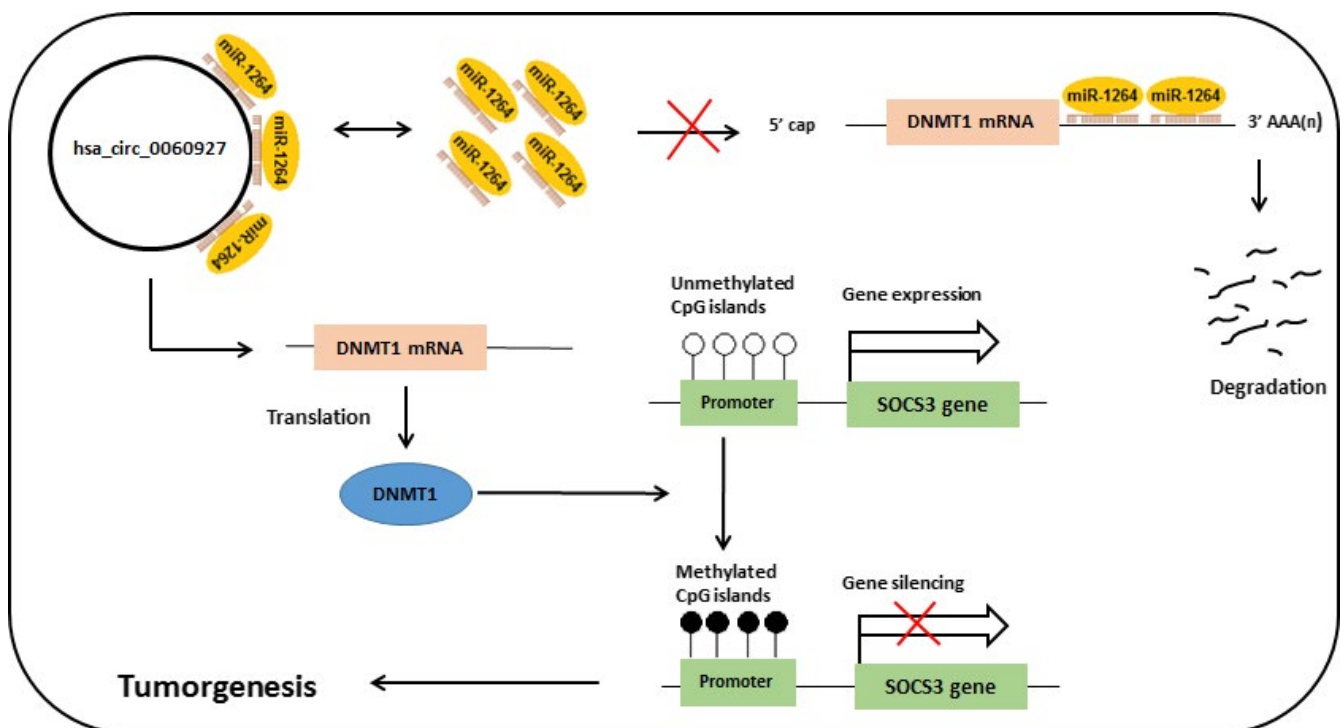 miR-1264
miR-1264
miR-1264
hsa_circ_0060927
miR-1264
miR-1264
miR-1264
miR-1264
5' cap
DNMT1 mRNA
miR-1264
miR-1264
3' AAA(n)
Degradation
Unmethylated
CpG islands
Gene expression
Promoter
SOCS3 gene
DNMT1 mRNA
Translation
DNMT1
Methylated
CpG islands
Gene silencing
Promoter
SOCS3 gene
Tumorgenesis